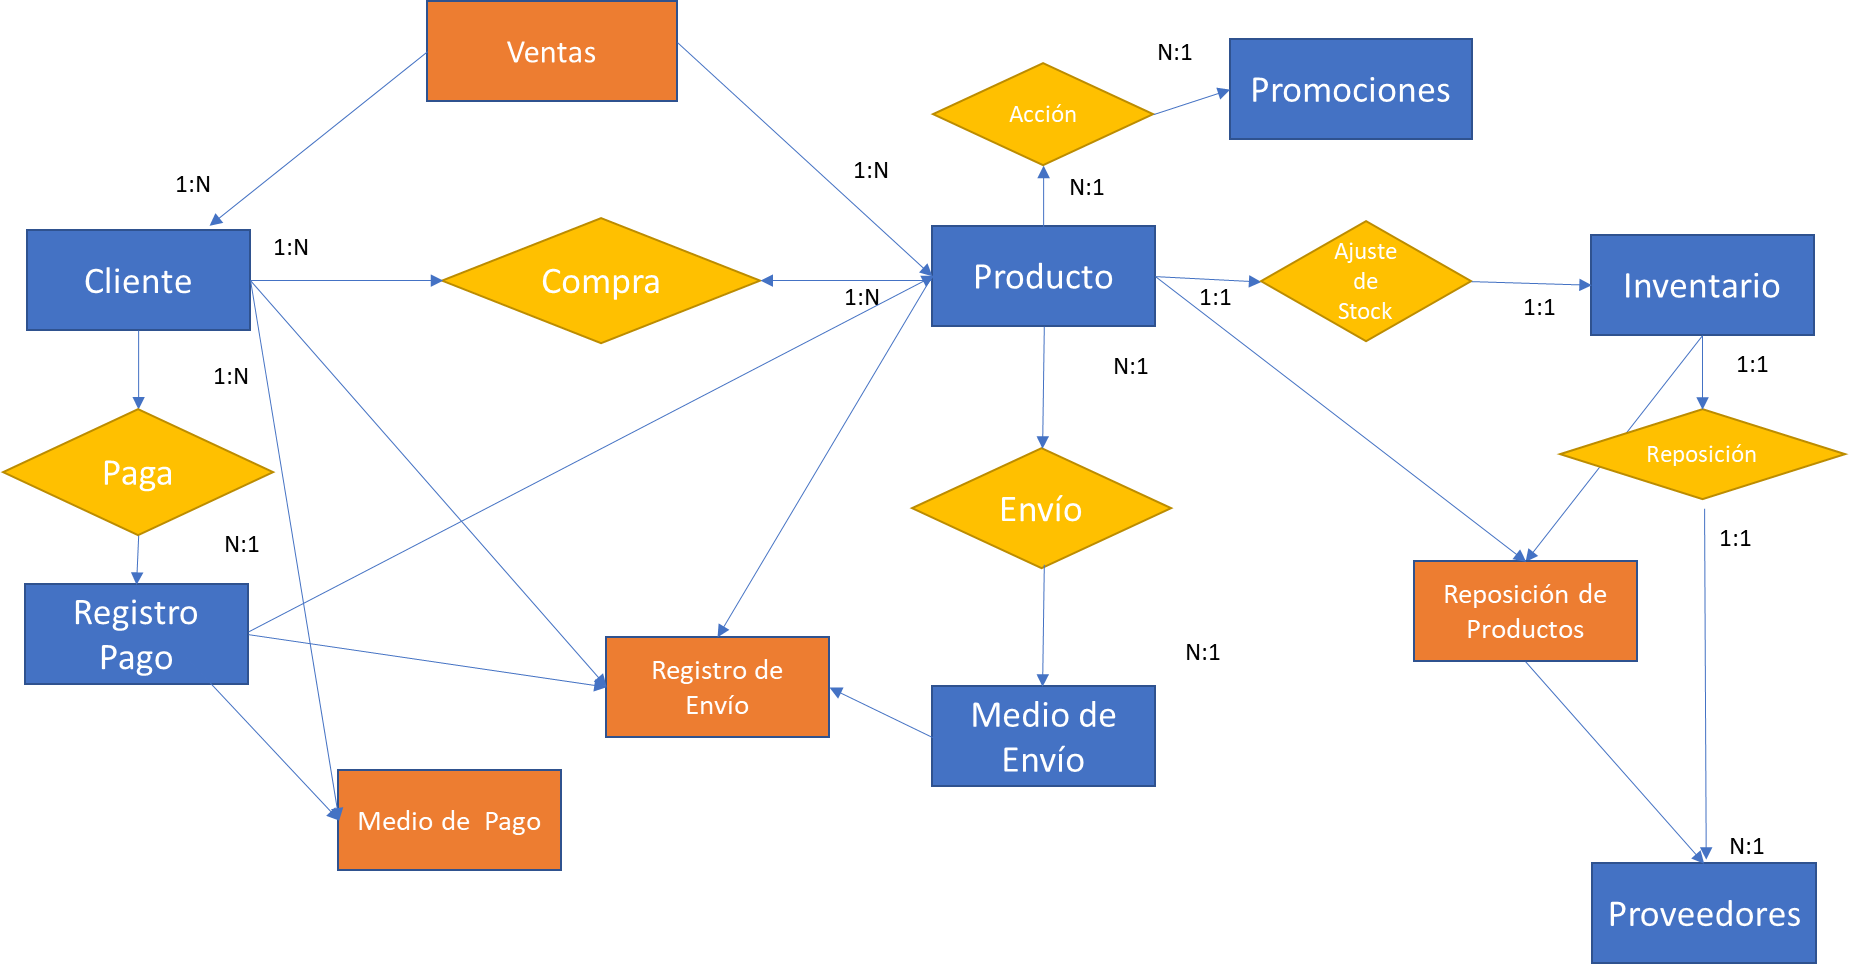 Ventas
N:1
Promociones
Acción
1:N
1:N
N:1
1:N
Cliente
Compra
Producto
1:N
1:1
Ajuste
de
Stock
1:1
Inventario
1:N
N:1
1:1
Paga
Reposición
Envío
N:1
1:1
Registro
Pago
Registro de
Envío
N:1
Reposición de
Productos
Medio de
Envío
Medio de  Pago
N:1
Proveedores